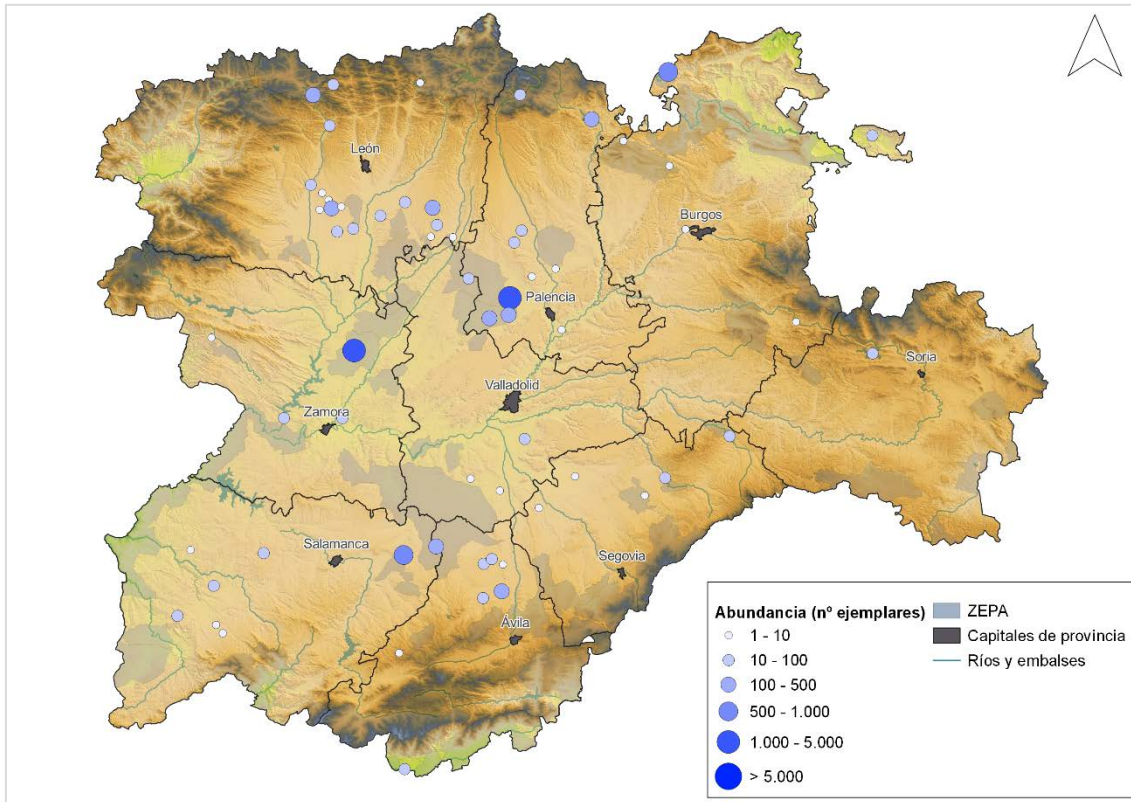 León
Burgos
Palencia
Soria
Valladolid
Zamora
Salamanca
Segovia
Ávila
Abundancia (nº ejemplares)
1 - 10
10 - 100
100 - 500
500 - 1.000
1.000 - 5.000
> 5.000
ZEPA
Capitales de provincia
Ríos y embalses